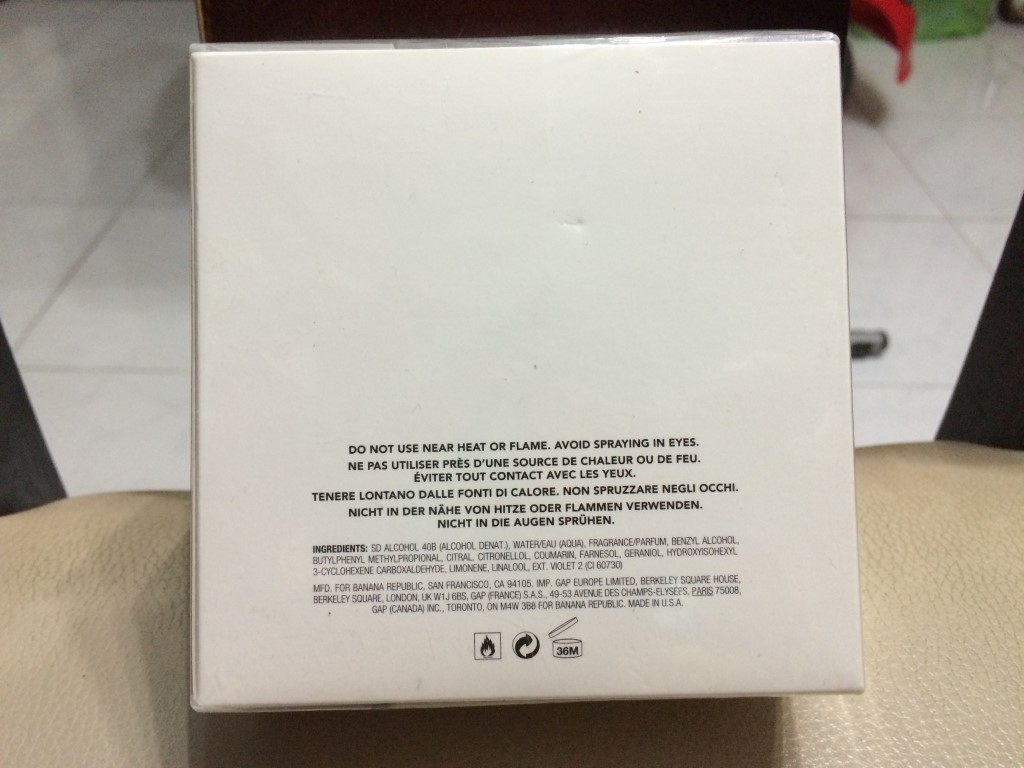 DO NOT USE NEAR HEAT OR FLAME. AVOID SPRAYING IN EYES.
NE PAS UTILISER PRÈS D'UNE SOURCE DE CHALEUR OU DE FEU.
ÉVITER TOUT CONTACT AVEC LES YEUX.
TENERE LONTANO DALLE FONTI DI CALORE. NON SPRUZZARE NEGLI OCCHI.
NICHT IN DER NÄHE VON HITZE ODER FLAMMEN VERWENDEN.
NICHT IN DIE AUGEN SPRÜHEN.
INGREDIENTS: SD ALCOHOL 40B (ALCOHOL DENAT.), WATER/EAU (AQUA), FRAGRANCE/PARFUM, BENZYL ALCOHOL,
BUTYLPHENYL METHYLPROPIONAL, CITRAL, CITRONELLOL, COUMARIN, FARNESOL, GERANIOL, HYDROXYISOHEXYL
3-CYCLOHEXENE CARBOXALDEHYDE, LIMONENE, LINALOOL, EXT. VIOLET 2 (CI 60730)
MFD. FOR BANANA REPUBLIC, SAN FRANCISCO, CA 94105. IMP. GAP EUROPE LIMITED, BERKELEY SQUARE HOUSE,
BERKELEY SQUARE, LONDON, UK W1J 6BS, GAP (FRANCE) S.A.S., 49-53 AVENUE DES CHAMPS-ELYSÉES, PARIS 75008,
GAP (CANADA) INC., TORONTO, ON M4W 3B8 FOR BANANA REPUBLIC. MADE IN U.S.A.
36M